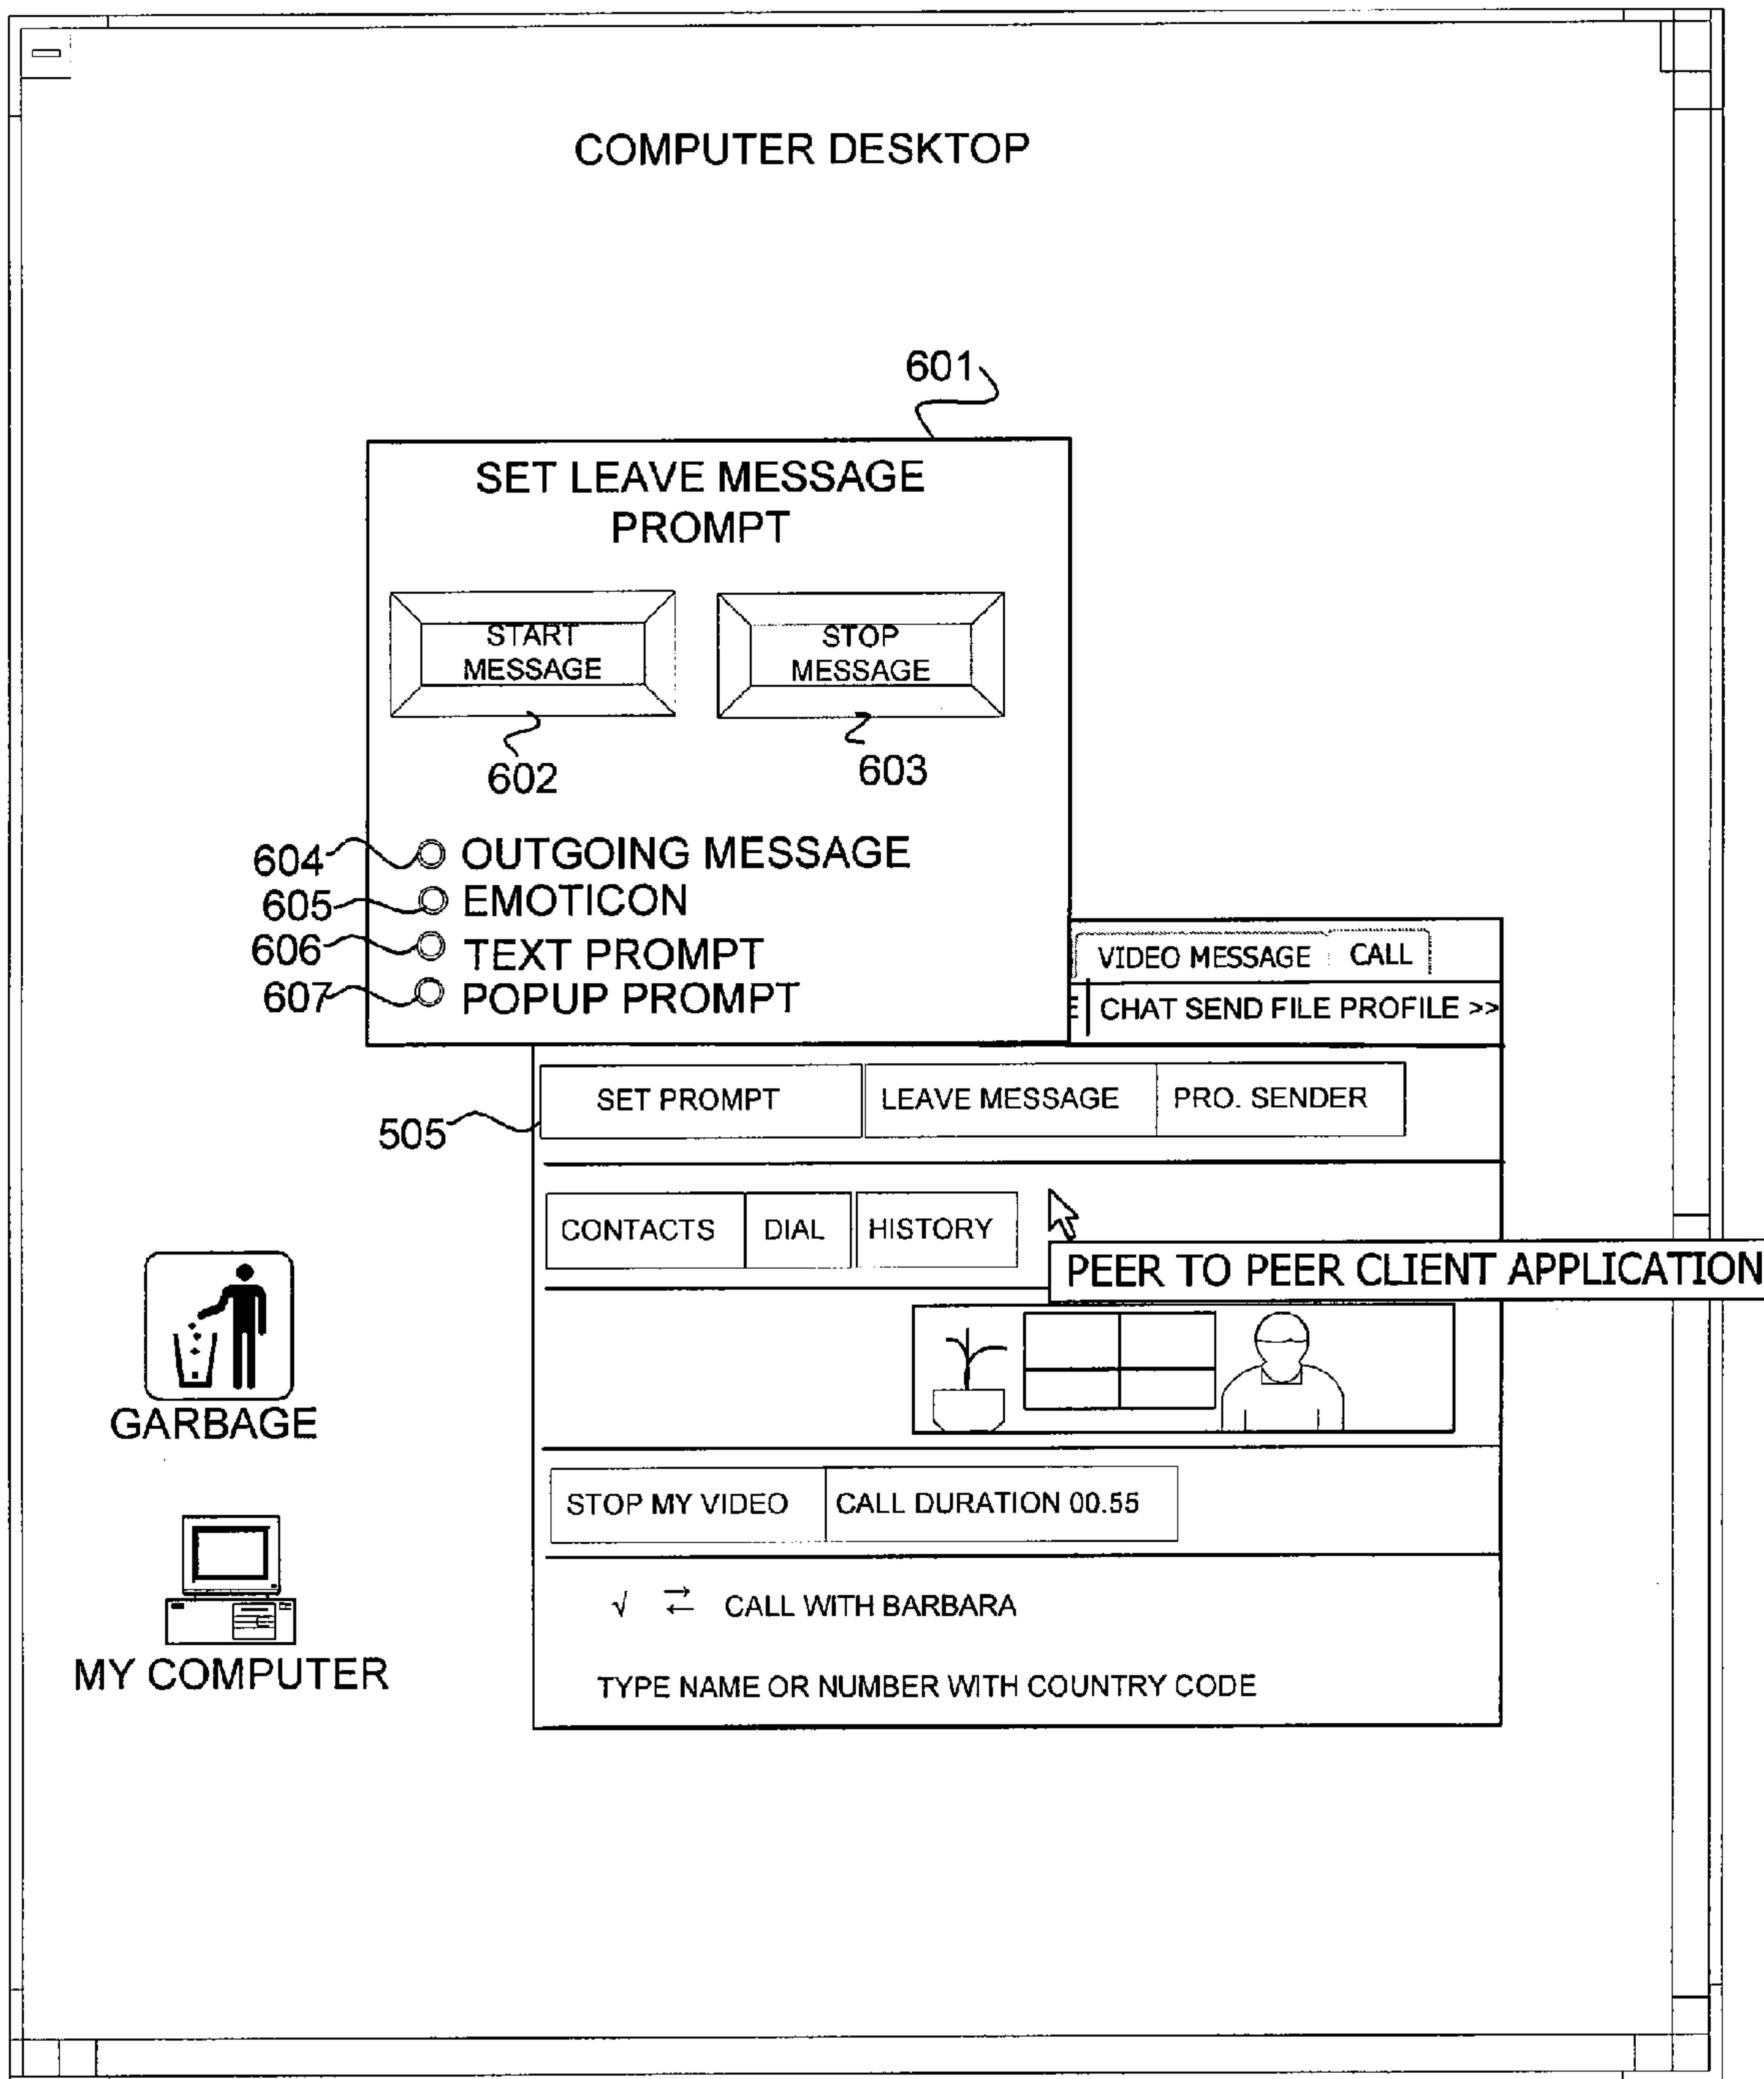 COMPUTER DESKTOP
601
SET LEAVE MESSAGE
PROMPT
START
MESSAGE
STOP
MESSAGE
602
603
604 OUTGOING MESSAGE
605 EMOTICON
606 TEXT PROMPT
607 POPUP PROMPT
VIDEO MESSAGE CALL
E CHAT SEND FILE PROFILE >>
SET PROMPT LEAVE MESSAGE PRO. SENDER
505
CONTACTS DIAL HISTORY
PEER TO PEER CLIENT APPLICATION
GARBAGE
STOP MY VIDEO CALL DURATION 00.55
√ ⇄ CALL WITH BARBARA
MY COMPUTER
TYPE NAME OR NUMBER WITH COUNTRY CODE